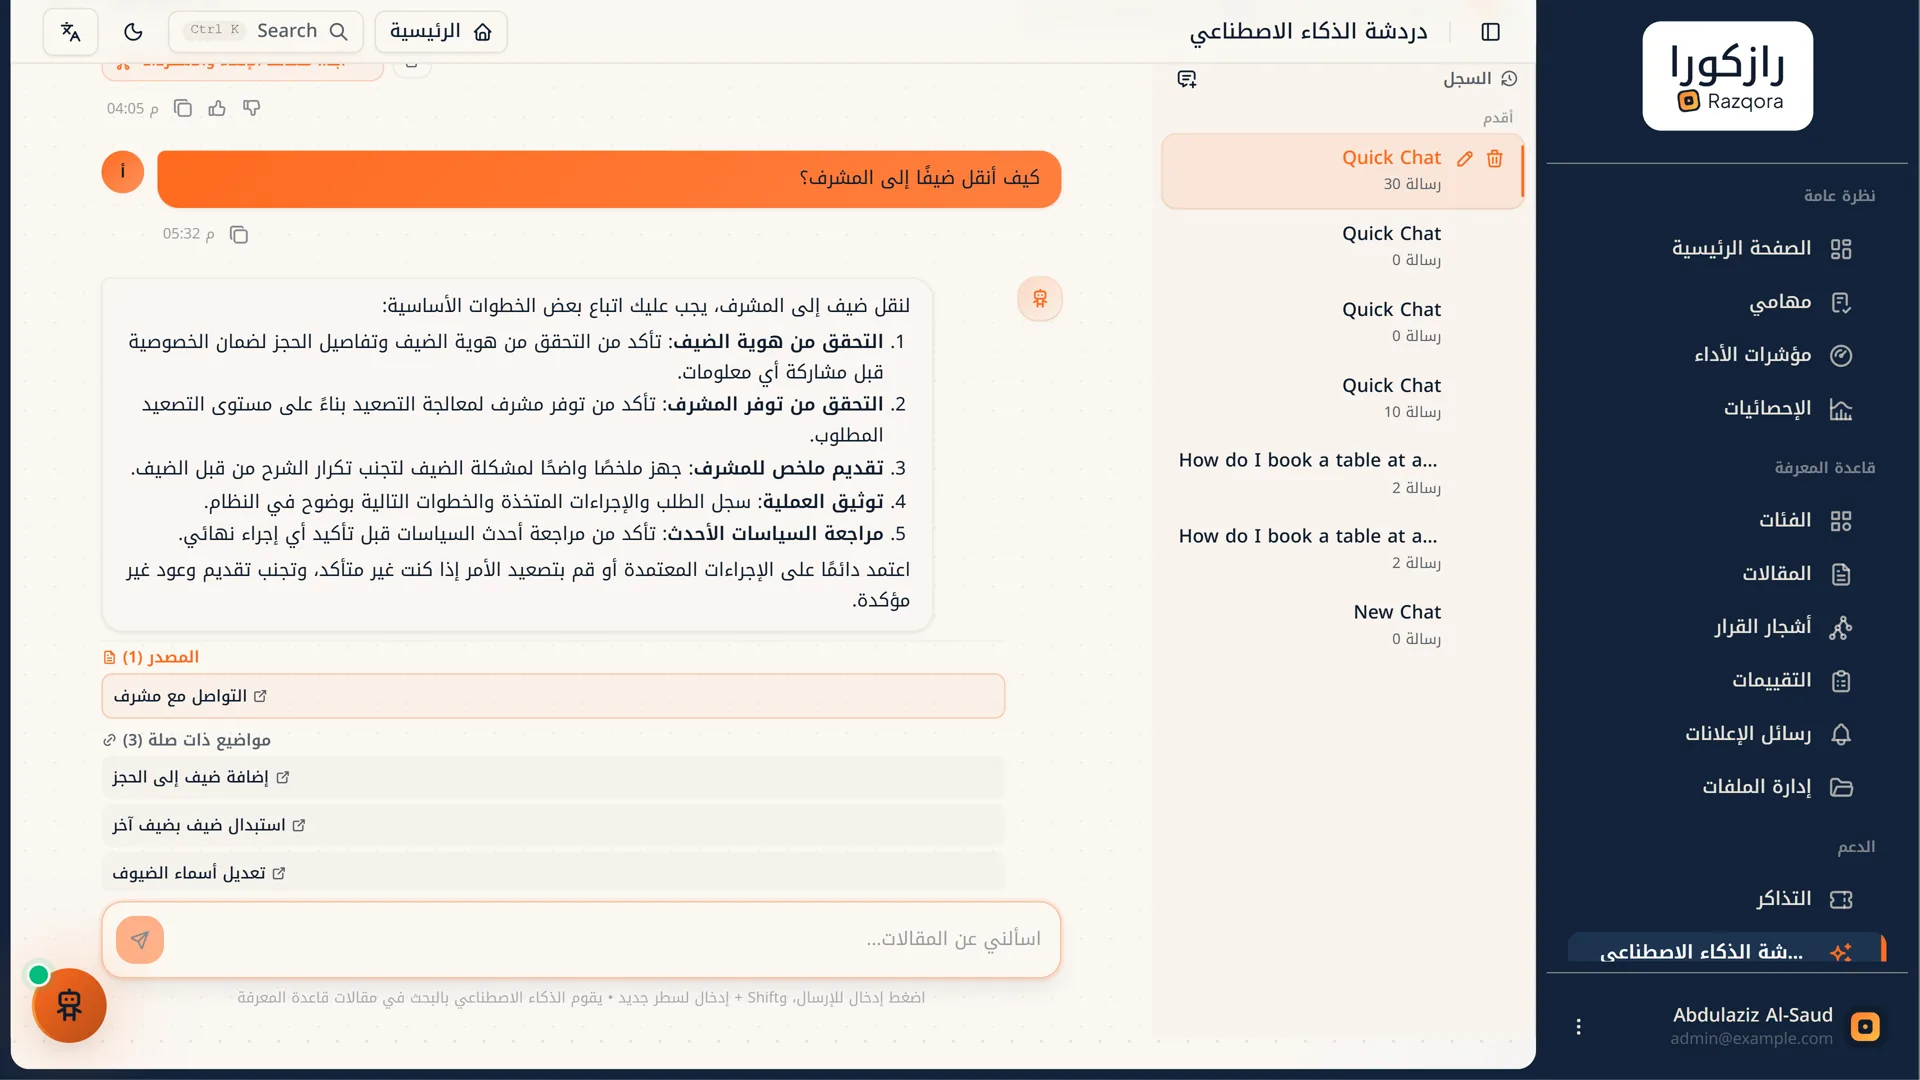 رازكورا
Razqora
نظرة عامة
الصفحة الرئيسية
مهامي
مؤشرات الأداء
الإحصائيات
قاعدة المعرفة
الفئات
المقالات
أشجار القرار
التقييمات
رسائل الإعلانات
إدارة الملفات
الدعم
التذاكر
...شة الذكاء الاصطناعي
Abdulaziz Al-Saud
admin@example.com
دردشة الذكاء الاصطناعي
الرئيسية
Search Ctrl K
السجل
أقدم
Quick Chat
30 رسالة
Quick Chat
0 رسالة
Quick Chat
0 رسالة
Quick Chat
10 رسالة
How do I book a table at a...
2 رسالة
How do I book a table at a...
2 رسالة
New Chat
0 رسالة
04:05 م
أ
كيف أنقل ضيفًا إلى المشرف؟
05:32 م
لنقل ضيف إلى المشرف، يجب عليك اتباع بعض الخطوات الأساسية:
1. التحقق من هوية الضيف: تأكد من التحقق من هوية الضيف وتفاصيل الحجز لضمان الخصوصية
قبل مشاركة أي معلومات.
2. التحقق من توفر المشرف: تأكد من توفر مشرف لمعالجة التصعيد بناءً على مستوى التصعيد
المطلوب.
3. تقديم ملخص للمشرف: جهز ملخصًا واضحًا لمشكلة الضيف لتجنب تكرار الشرح من قبل الضيف.
4. توثيق العملية: سجل الطلب والإجراءات المتخذة والخطوات التالية بوضوح في النظام.
5. مراجعة السياسات الأحدث: تأكد من مراجعة أحدث السياسات قبل تأكيد أي إجراء نهائي.
اعتمد دائمًا على الإجراءات المعتمدة أو قم بتصعيد الأمر إذا كنت غير متأكد، وتجنب تقديم وعود غير
مؤكدة.
المصدر (1)
التواصل مع مشرف
مواضيع ذات صلة (3)
إضافة ضيف إلى الحجز
استبدال ضيف بضيف آخر
تعديل أسماء الضيوف
اسألني عن المقالات...
اضغط إدخال للإرسال، وShift + إدخال لسطر جديد • يقوم الذكاء الاصطناعي بالبحث في مقالات قاعدة المعرفة